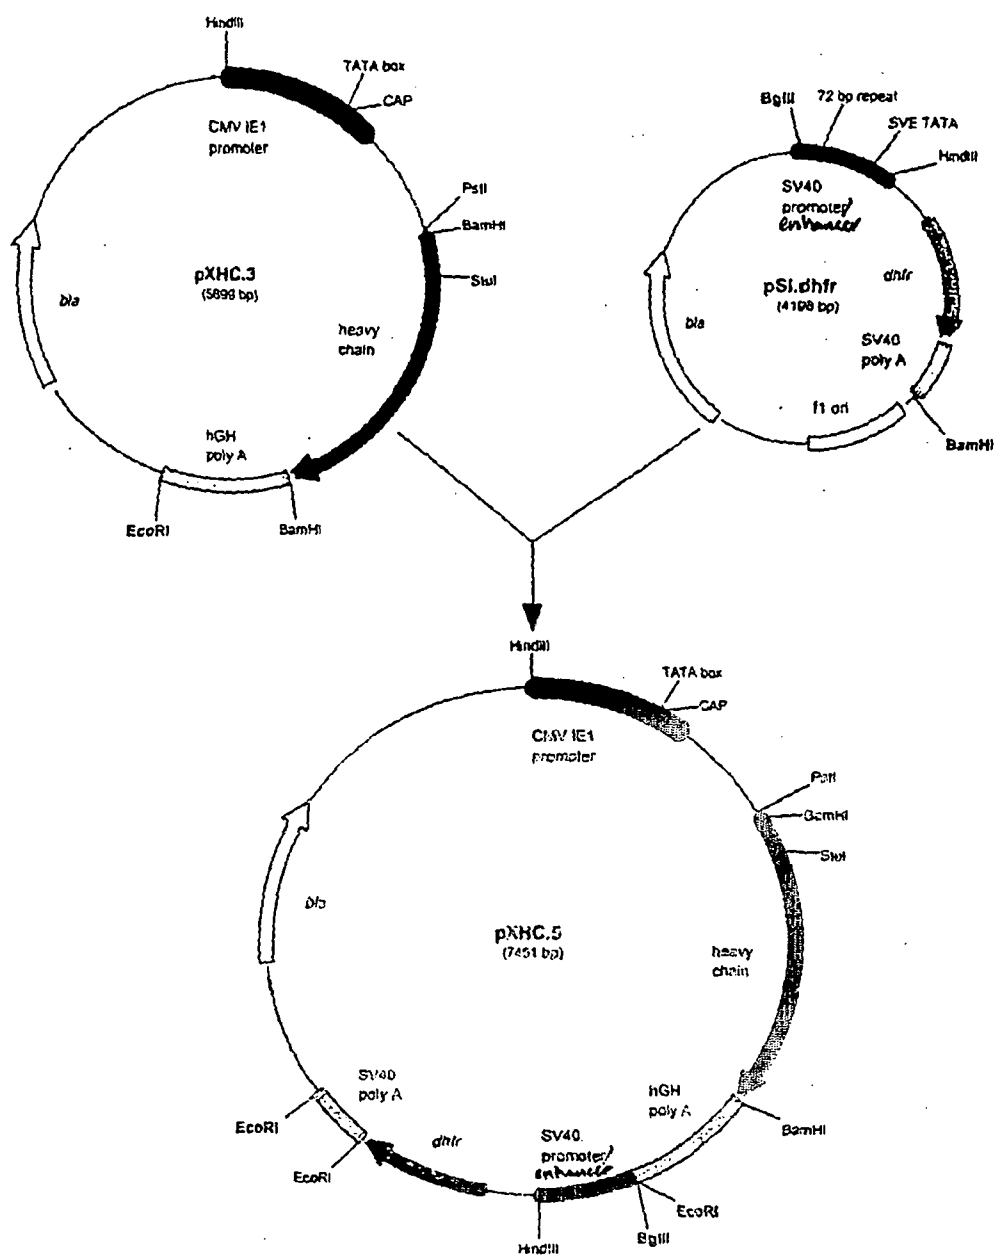 HindIII
TATA box
CAP
CMV IE1
promoter
PstI
BamHI
StuI
pXHC.3
bla
heavy
chain
hGH
poly A
EcoRI
BamHI
BglII
72 bp repeat
SVE TATA
HindIII
SV40
promoter/
enhancer
dhfr
pSI.dhfr
(4198 bp)
bla
SV40
poly A
f1 ori
BamHI
HindIII
TATA box
CAP
CMV IE1
promoter
PstI
BamHI
StuI
bla
pXHC.5
(7451 bp)
heavy
chain
SV40
poly A
hGH
poly A
EcoRI
BamHI
dhfr
SV40
promoter/
enhancer
EcoRI
EcoRI
BglII
HindIII